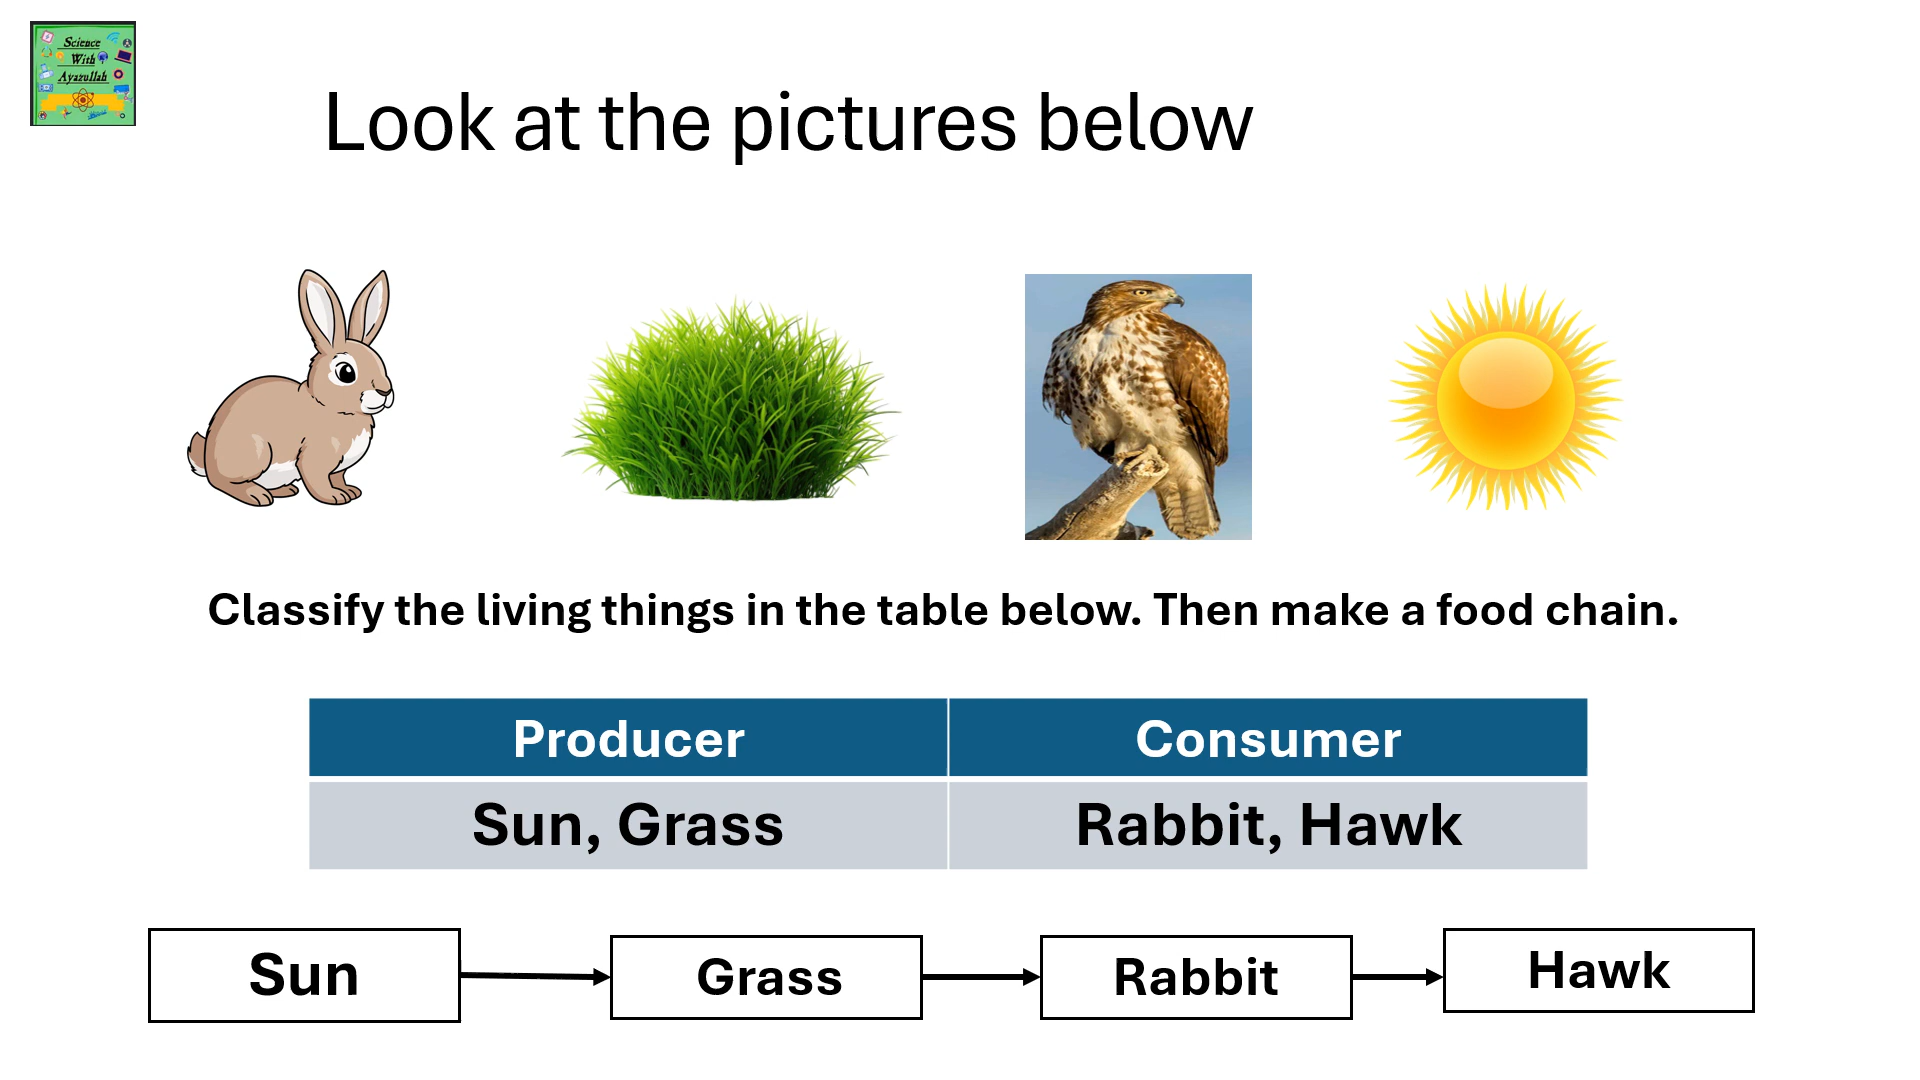 Science
With
Ayazullah
Look at the pictures below
Classify the living things in the table below. Then make a food chain.
Producer Consumer
Sun, Grass Rabbit, Hawk
Sun Grass Rabbit Hawk